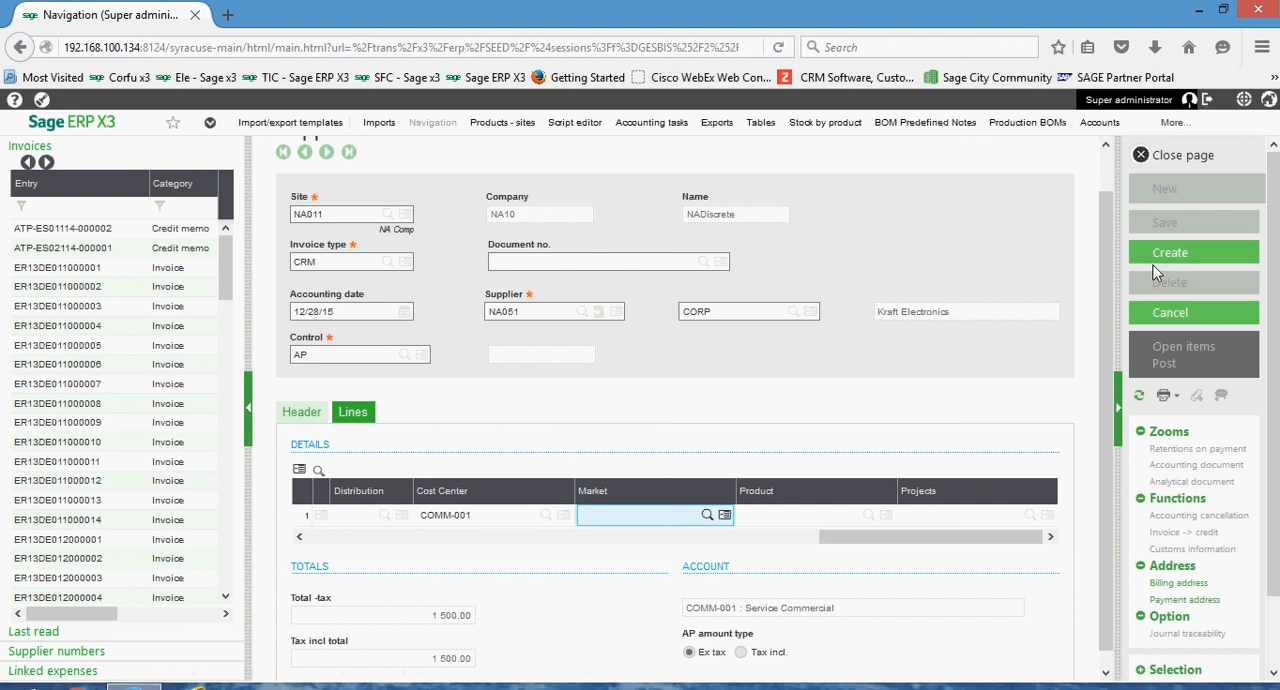 sage Navigation (Super admini... × +
192.168.100.134:8124/syracuse-main/html/main.html?url=%2Ftrans%2Fx3%2Ferp%2FSEED%2F%24sessions%3Ff%3DGESBIS%252F2%252F
Search
Most Visited sage Corfu x3 sage Ele - Sage x3 sage TIC - Sage ERP X3 sage SFC - Sage x3 sage Sage ERP X3 Getting Started Cisco WebEx Web Con... Z CRM Software, Custo... Sage City Community SAGE Partner Portal »
Super administrator
Sage ERP X3 Import/export templates Imports Navigation Products - sites Script editor Accounting tasks Exports Tables Stock by product BOM Predefined Notes Production BOMs Accounts More...
Invoices
Entry Category
ATP-ES01114-000002 Credit memo
ATP-ES02114-000001 Credit memo
ER13DE011000001 Invoice
ER13DE011000002 Invoice
ER13DE011000003 Invoice
ER13DE011000004 Invoice
ER13DE011000005 Invoice
ER13DE011000006 Invoice
ER13DE011000007 Invoice
ER13DE011000008 Invoice
ER13DE011000009 Invoice
ER13DE011000010 Invoice
ER13DE011000011 Invoice
ER13DE011000012 Invoice
ER13DE011000013 Invoice
ER13DE011000014 Invoice
ER13DE012000001 Invoice
ER13DE012000002 Invoice
ER13DE012000003 Invoice
ER13DE012000004 Invoice
Last read
Supplier numbers
Linked expenses
Site * Company Name
NA011 NA10 NADiscrete
NA Comp
Invoice type * Document no.
CRM
Accounting date Supplier *
12/28/15 NA051 CORP Kraft Electronics
Control *
AP
Header Lines
DETAILS
Distribution Cost Center Market Product Projects
1 COMM-001
TOTALS ACCOUNT
Total -tax
1 500.00 COMM-001 : Service Commercial
Tax incl total AP amount type
1 500.00 Ex tax Tax incl.
Close page
New
Save
Create
Delete
Cancel
Open items
Post
Zooms
Retentions on payment
Accounting document
Analytical document
Functions
Accounting cancellation
Invoice -> credit
Customs information
Address
Billing address
Payment address
Option
Journal traceability
Selection